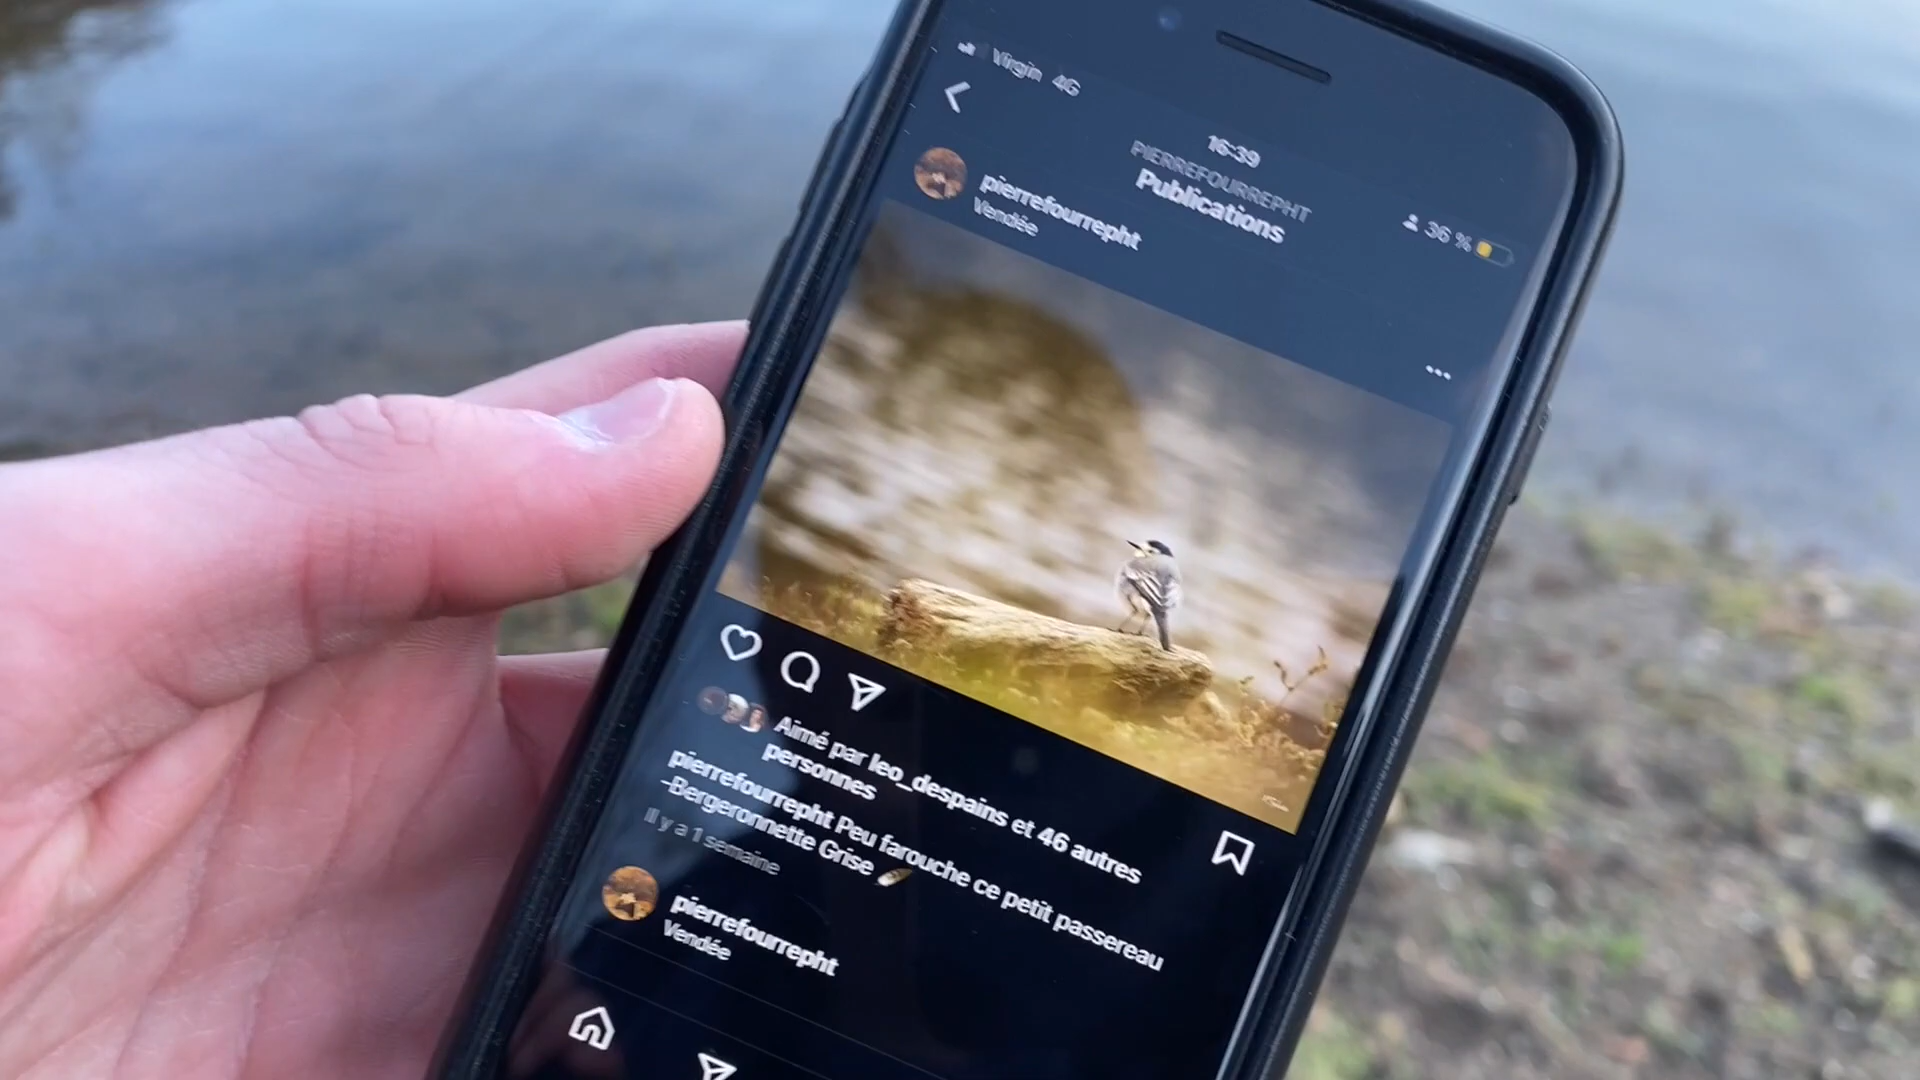 Virgin 4G
16:39
36 %
PIERREFOURREPHT
Publications
pierrefourrepht
Vendée
Aimé par leo_despains et 46 autres
personnes
pierrefourrepht Peu farouche ce petit passereau
-Bergeronnette Grise
Il y a 1 semaine
pierrefourrepht
Vendée